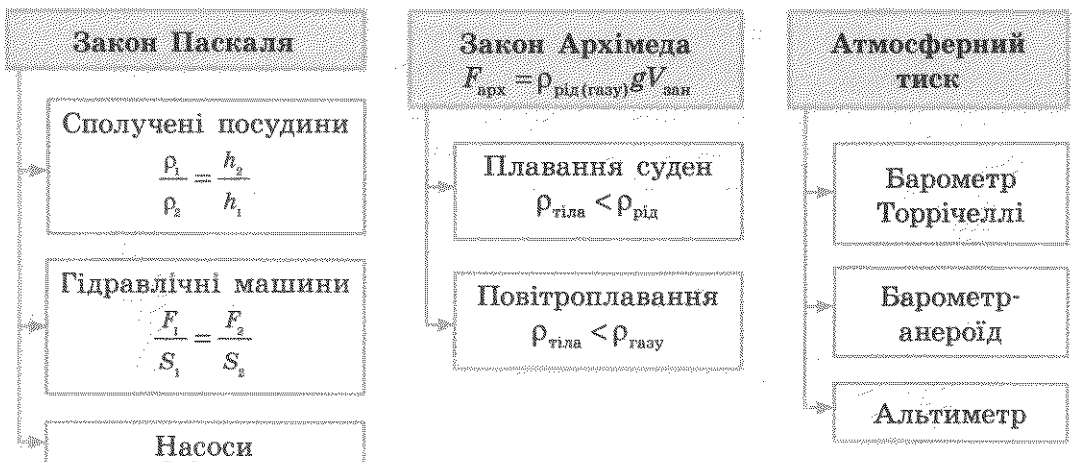 Закон Паскаля
Сполучені посудини
ρ₁/ρ₂ = h₂/h₁
Гідравлічні машини
F₁/S₁ = F₂/S₂
Насоси
Закон Архімеда
Fарх = ρрід(газу)gVзан
Плавання суден
ρтіла < ρрід
Повітроплавання
ρтіла < ρгазу
Атмосферний
тиск
Барометр
Торрічеллі
Барометр-
анероїд
Альтиметр